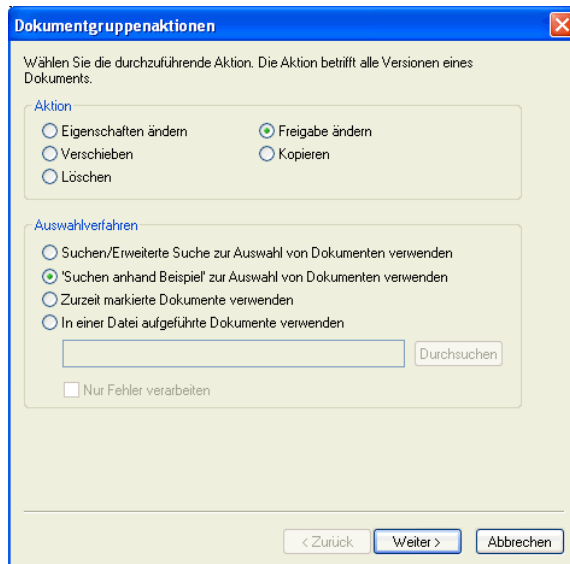 Dokumentgruppenaktionen
Wählen Sie die durchzuführende Aktion. Die Aktion betrifft alle Versionen eines
Dokuments.
Aktion
Eigenschaften ändern
Freigabe ändern
Verschieben
Kopieren
Löschen
Auswahlverfahren
Suchen/Erweiterte Suche zur Auswahl von Dokumenten verwenden
'Suchen anhand Beispiel' zur Auswahl von Dokumenten verwenden
Zurzeit markierte Dokumente verwenden
In einer Datei aufgeführte Dokumente verwenden
Durchsuchen
Nur Fehler verarbeiten
< Zurück
Weiter >
Abbrechen